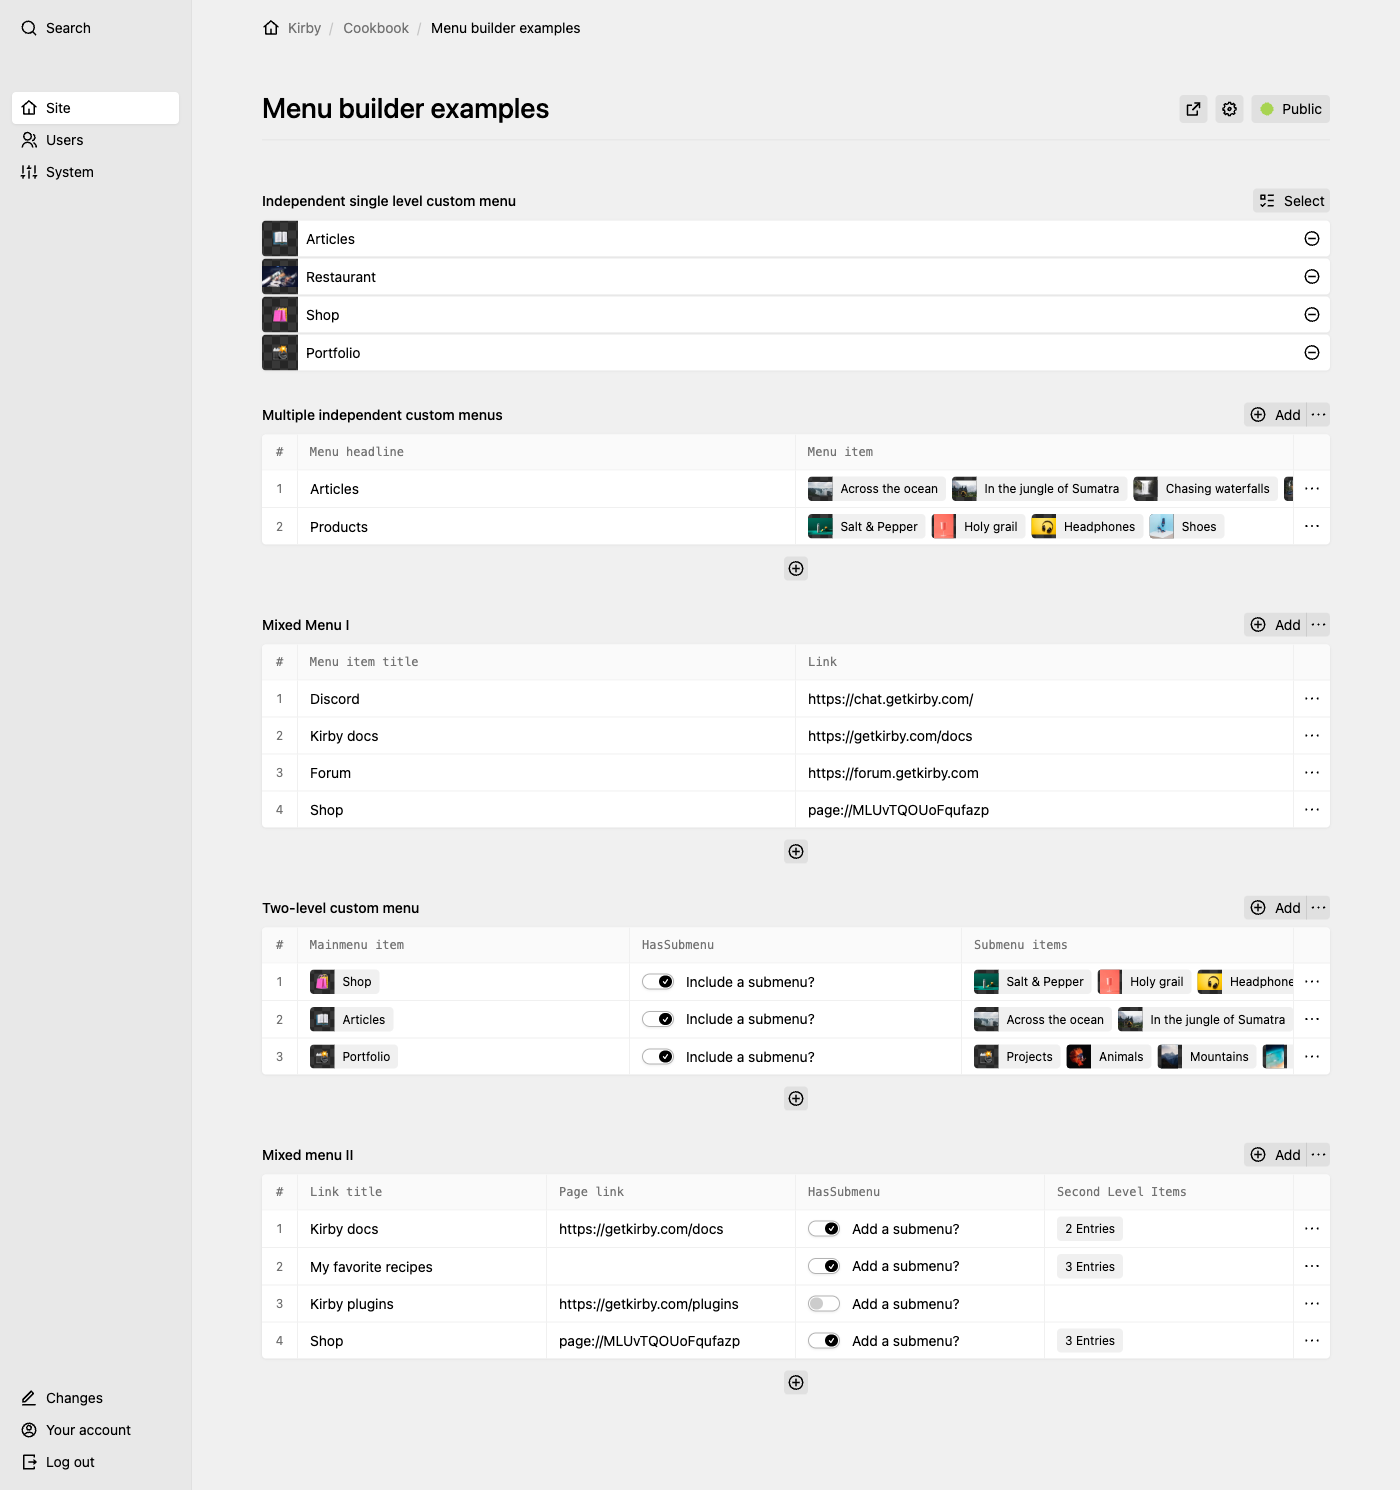 Search
Site
Users
System
Kirby / Cookbook / Menu builder examples
Menu builder examples
Public
Independent single level custom menu
Select
Articles
Restaurant
Shop
Portfolio
Multiple independent custom menus
Add ···
# Menu headline Menu item
1 Articles Across the ocean In the jungle of Sumatra Chasing waterfalls ···
2 Products Salt & Pepper Holy grail Headphones Shoes ···
Mixed Menu I
Add ···
# Menu item title Link
1 Discord https://chat.getkirby.com/ ···
2 Kirby docs https://getkirby.com/docs ···
3 Forum https://forum.getkirby.com ···
4 Shop page://MLUvTQOUoFqufazp ···
Two-level custom menu
Add ···
# Mainmenu item HasSubmenu Submenu items
1 Shop Include a submenu? Salt & Pepper Holy grail Headphone ···
2 Articles Include a submenu? Across the ocean In the jungle of Sumatra ···
3 Portfolio Include a submenu? Projects Animals Mountains ···
Mixed menu II
Add ···
# Link title Page link HasSubmenu Second Level Items
1 Kirby docs https://getkirby.com/docs Add a submenu? 2 Entries ···
2 My favorite recipes Add a submenu? 3 Entries ···
3 Kirby plugins https://getkirby.com/plugins Add a submenu? ···
4 Shop page://MLUvTQOUoFqufazp Add a submenu? 3 Entries ···
Changes
Your account
Log out